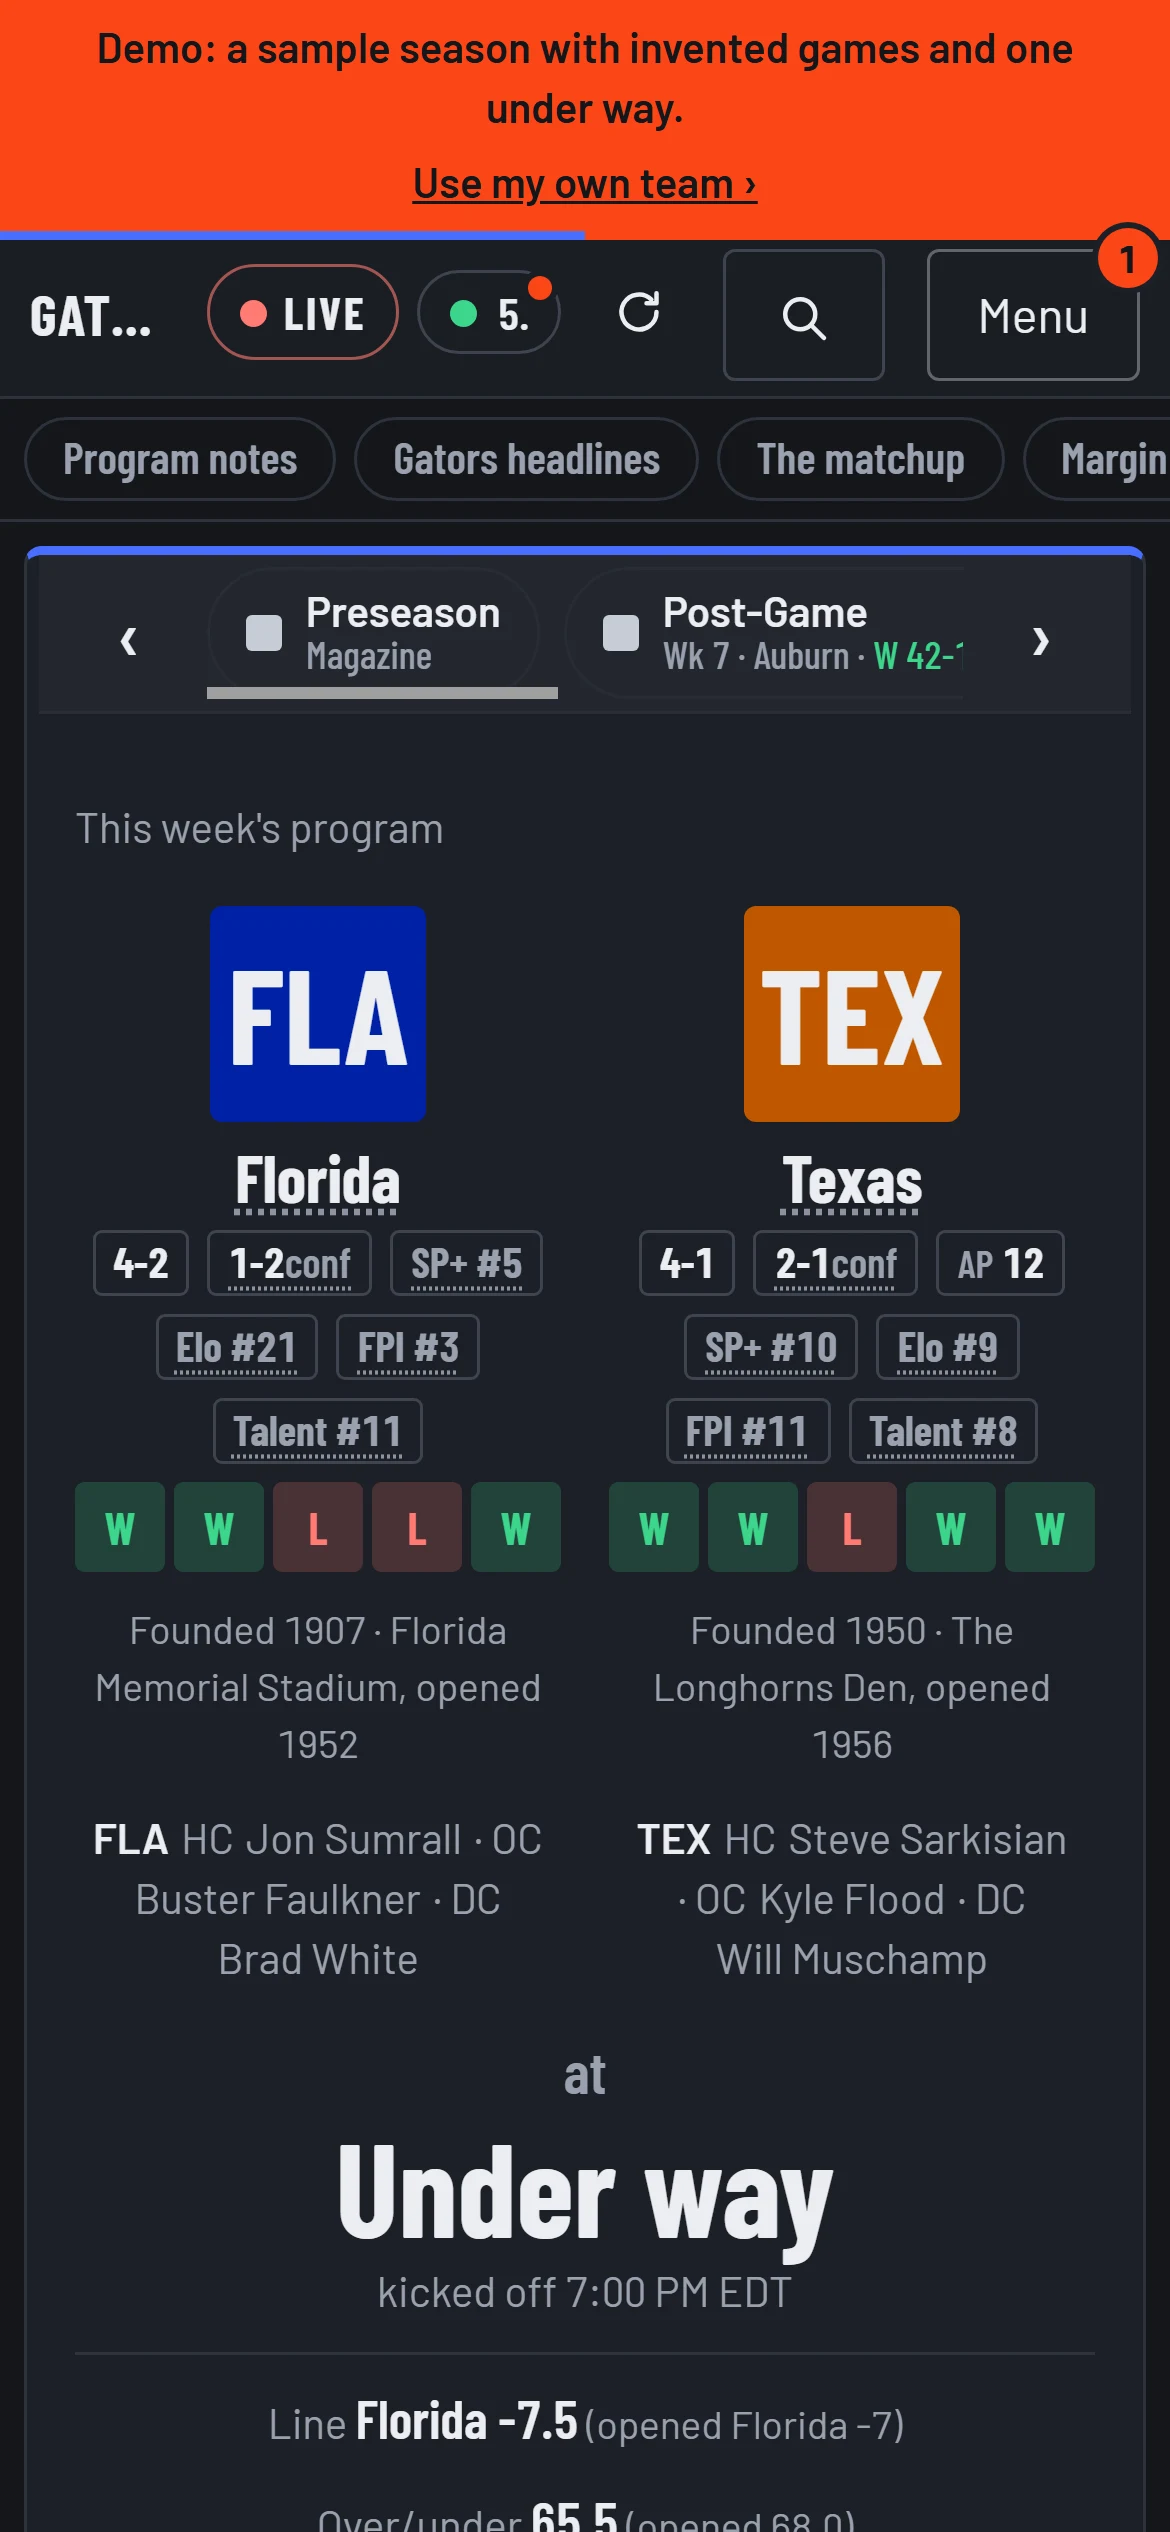 Demo: a sample season with invented games and one
under way.
Use my own team ›
GAT...
LIVE
5.
Menu
1
Program notes
Gators headlines
The matchup
Margin
‹
Preseason
Magazine
Post-Game
Wk 7 · Auburn · W 42-1
›
This week's program
FLA
TEX
Florida
Texas
4-2
1-2conf
SP+ #5
4-1
2-1conf
AP 12
Elo #21
FPI #3
SP+ #10
Elo #9
Talent #11
FPI #11
Talent #8
W
W
L
L
W
W
W
L
W
W
Founded 1907 · Florida
Memorial Stadium, opened
1952
Founded 1950 · The
Longhorns Den, opened
1956
FLA HC Jon Sumrall · OC
Buster Faulkner · DC
Brad White
TEX HC Steve Sarkisian
· OC Kyle Flood · DC
Will Muschamp
at
Under way
kicked off 7:00 PM EDT
Line Florida -7.5 (opened Florida -7)
Over/under 65.5 (opened 68.0)